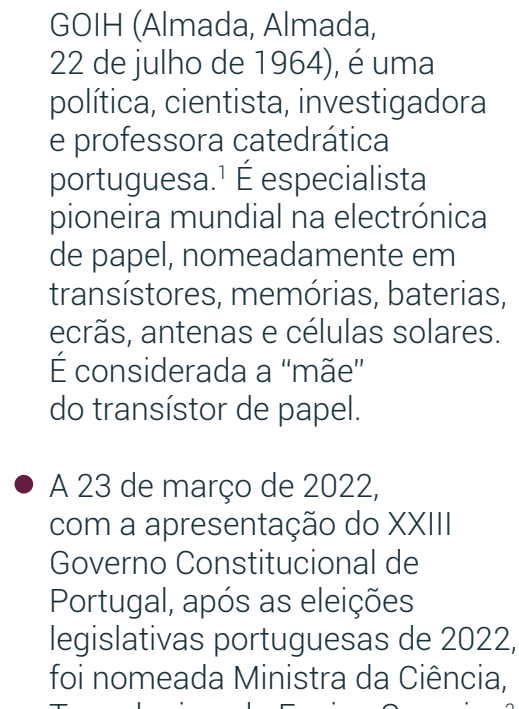 GOIH (Almada, Almada,
22 de julho de 1964), é uma
política, cientista, investigadora
e professora catedrática
portuguesa.¹ É especialista
pioneira mundial na electrónica
de papel, nomeadamente em
transístores, memórias, baterias,
ecrãs, antenas e células solares.
É considerada a “mãe”
do transístor de papel.
● A 23 de março de 2022,
com a apresentação do XXIII
Governo Constitucional de
Portugal, após as eleições
legislativas portuguesas de 2022,
foi nomeada Ministra da Ciência,